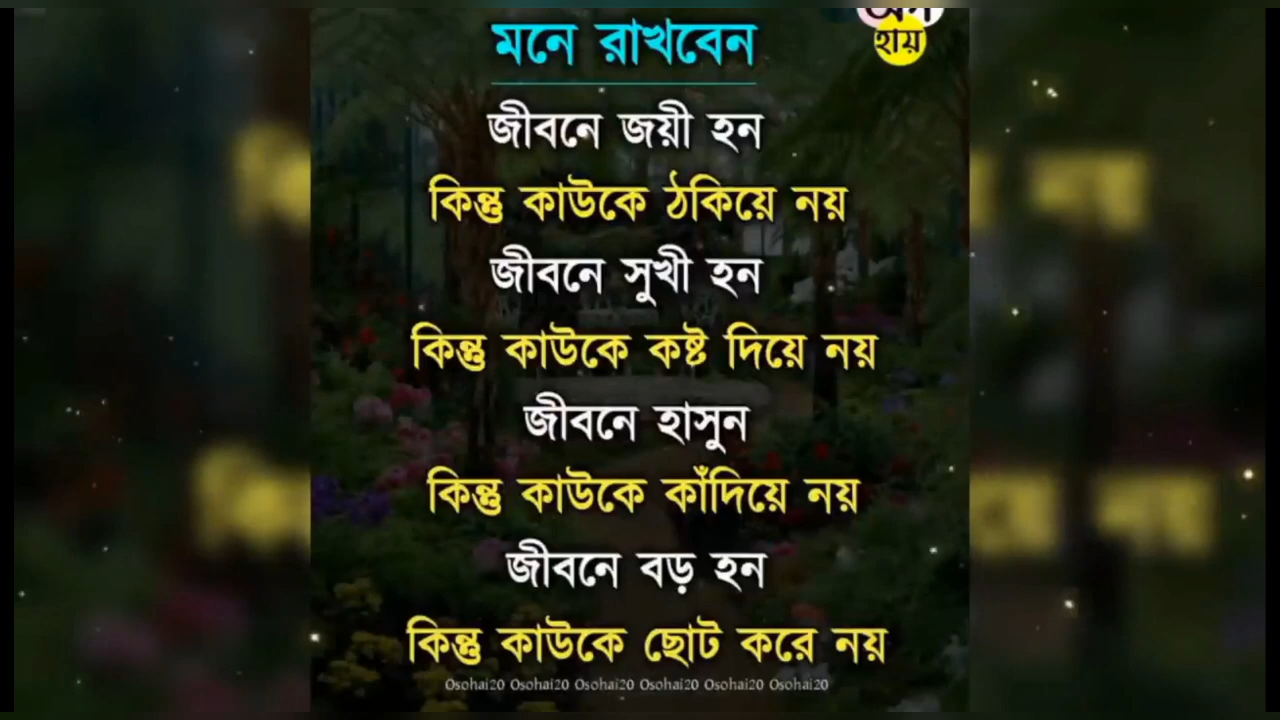 মনে রাখবেন
হায়
জীবনে জয়ী হন
কিন্তু কাউকে ঠকিয়ে নয়
জীবনে সুখী হন
কিন্তু কাউকে কষ্ট দিয়ে নয়
জীবনে হাসুন
কিন্তু কাউকে কাঁদিয়ে নয়
জীবনে বড় হন
কিন্তু কাউকে ছোট করে নয়
Osohai20 Osohai20 Osohai20 Osohai20 Osohai20 Osohai20